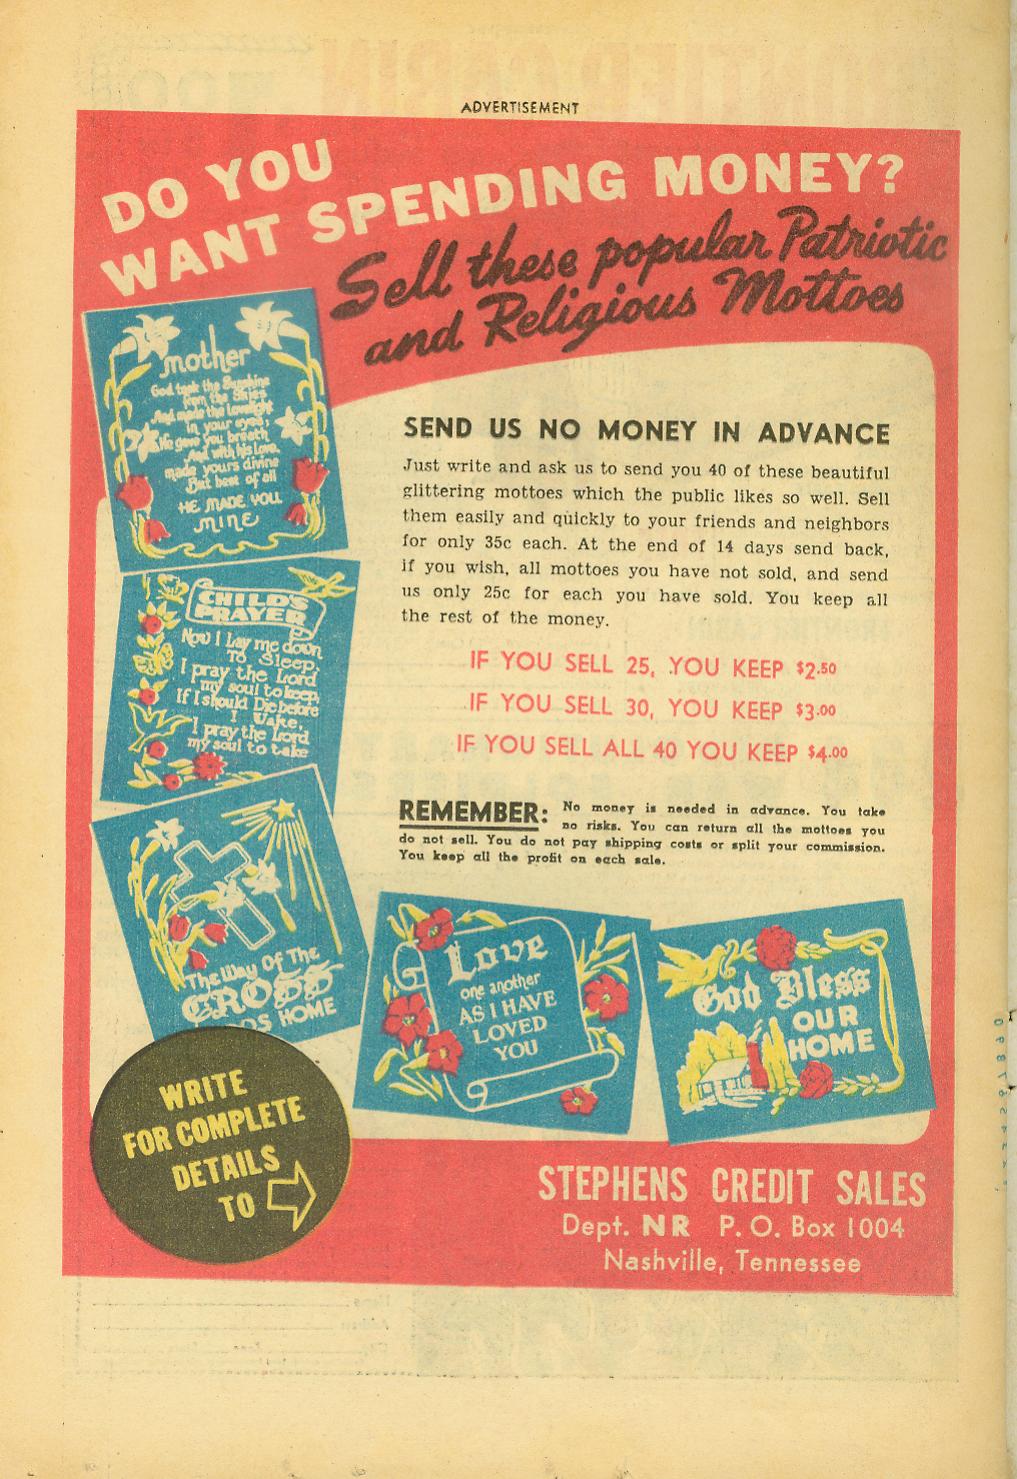 ADVERTISEMENT
DO YOU
WANT SPENDING MONEY?
Sell these popular Patriotic
and Religious Mottoes
mother
God took the Sunshine
from the Skies
And made the Lovelight
in your eyes;
He gave you breath
And with his Love,
made yours divine
But best of all
HE MADE YOU
MINE
SEND US NO MONEY IN ADVANCE
Just write and ask us to send you 40 of these beautiful
glittering mottoes which the public likes so well. Sell
them easily and quickly to your friends and neighbors
for only 35c each. At the end of 14 days send back,
if you wish, all mottoes you have not sold, and send
us only 25c for each you have sold. You keep all
the rest of the money.
CHILD'S
PRAYER
Now I lay me down
To Sleep,
I pray the Lord
my soul to keep,
If I should Die before
I Wake,
I pray the Lord
my soul to take
IF YOU SELL 25, YOU KEEP $2.50
IF YOU SELL 30, YOU KEEP $3.00
IF YOU SELL ALL 40 YOU KEEP $4.00
REMEMBER: No money is needed in advance. You take
no risks. You can return all the mottoes you
do not sell. You do not pay shipping costs or split your commission.
You keep all the profit on each sale.
The Way Of The
CROSS
HOME
Love
one another
AS I HAVE
LOVED
YOU
God Bless
OUR
HOME
WRITE
FOR COMPLETE
DETAILS
TO
STEPHENS CREDIT SALES
Dept. NR P. O. Box 1004
Nashville, Tennessee